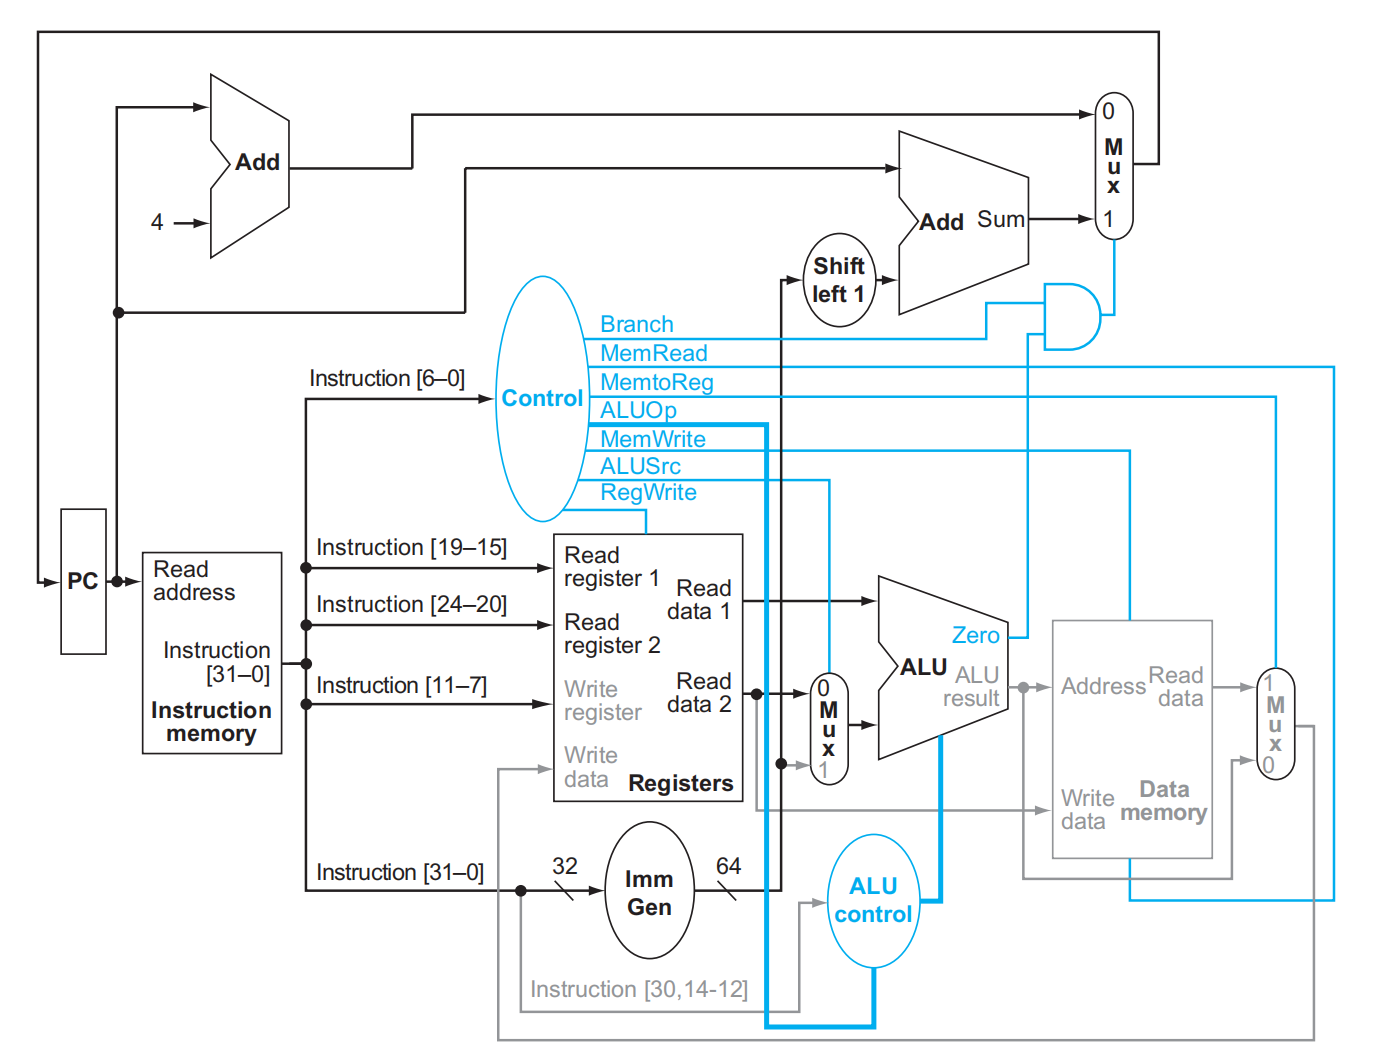 0
M
u
x
1
Add
4
Add Sum
Shift
left 1
Branch
MemRead
MemtoReg
ALUOp
MemWrite
ALUSrc
RegWrite
Control
Instruction [6–0]
PC
Read
address
Instruction
[31–0]
Instruction
memory
Instruction [19–15]
Instruction [24–20]
Instruction [11–7]
Instruction [31–0]
Read
register 1
Read
register 2
Write
register
Write
data
Read
data 1
Read
data 2
Registers
0
M
u
x
1
Zero
ALU
ALU
result
Address
Read
data
Write
data
Data
memory
1
M
u
x
0
32
Imm
Gen
64
ALU
control
Instruction [30,14-12]